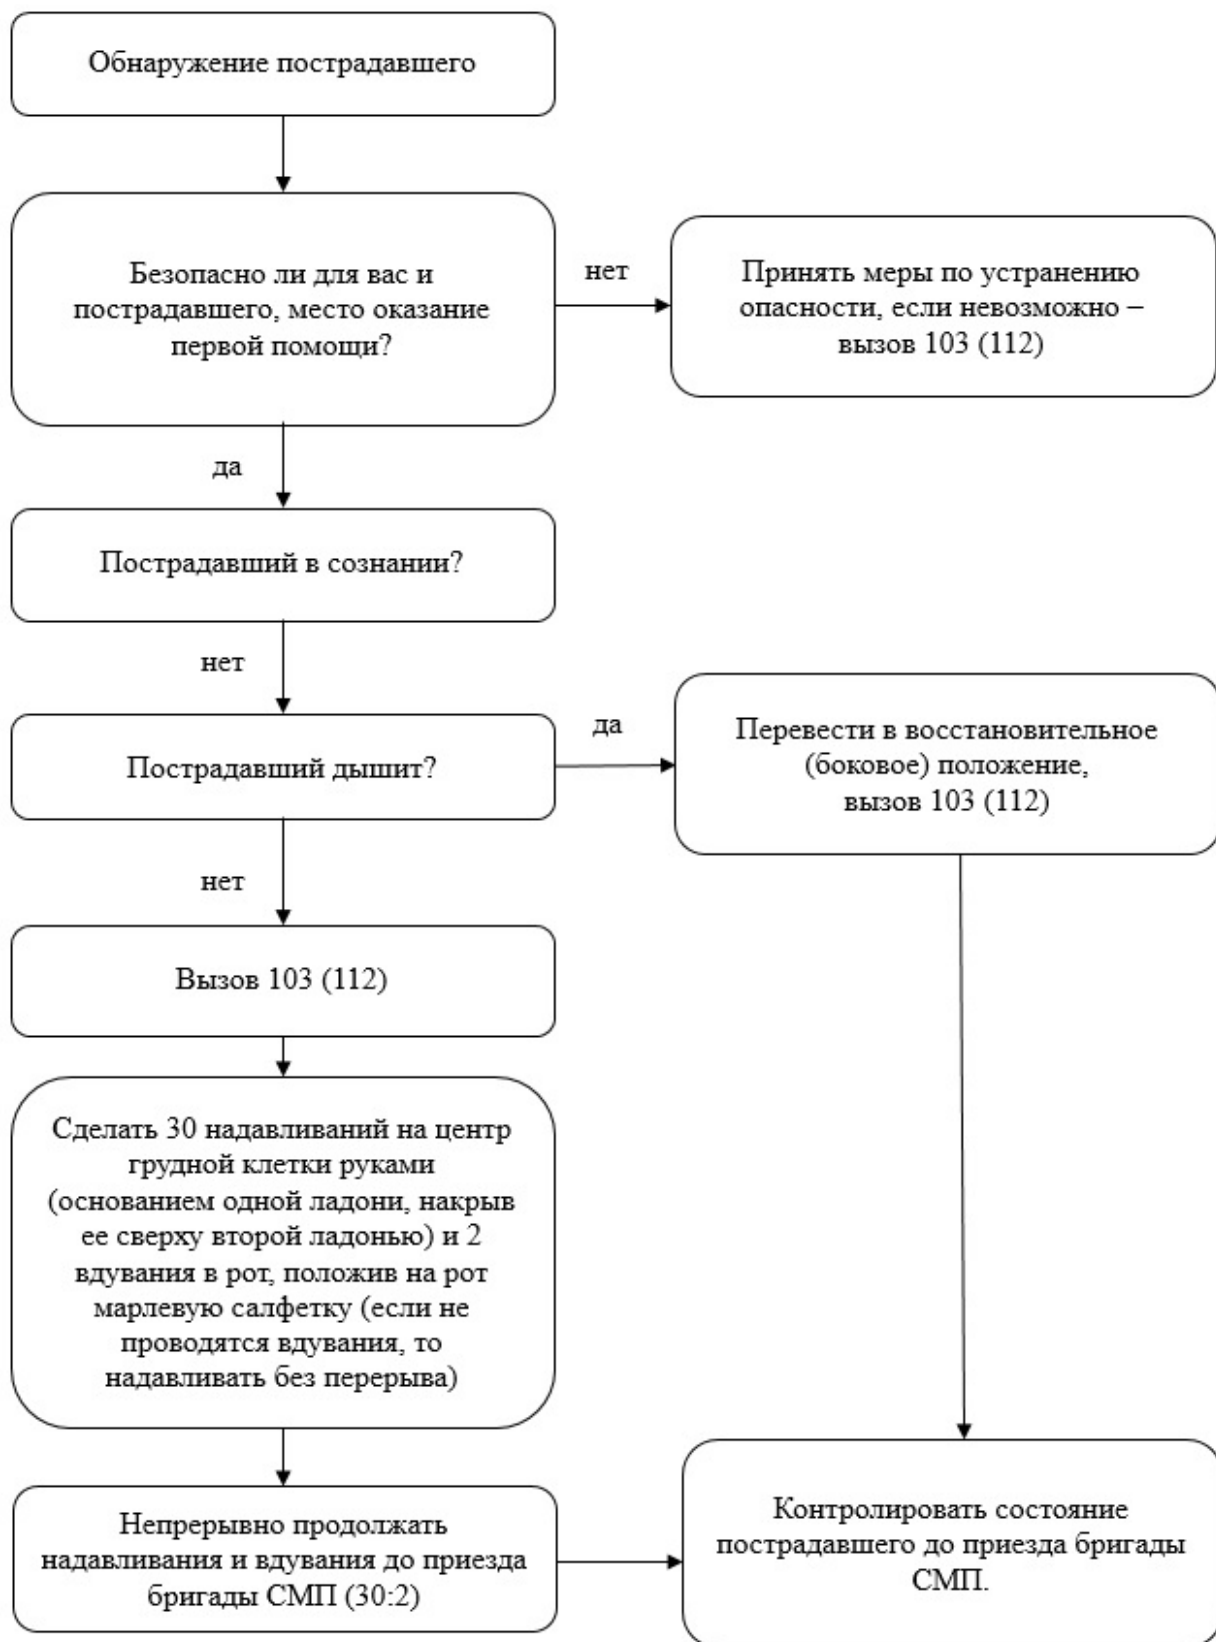 Обнаружение пострадавшего
Безопасно ли для вас и
пострадавшего, место оказание
первой помощи?
нет
Принять меры по устранению
опасности, если невозможно –
вызов 103 (112)
да
Пострадавший в сознании?
нет
Пострадавший дышит?
да
Перевести в восстановительное
(боковое) положение,
вызов 103 (112)
нет
Вызов 103 (112)
Сделать 30 надавливаний на центр
грудной клетки руками
(основанием одной ладони, накрыв
ее сверху второй ладонью) и 2
вдувания в рот, положив на рот
марлевую салфетку (если не
проводятся вдувания, то
надавливать без перерыва)
Непрерывно продолжать
надавливания и вдувания до приезда
бригады СМП (30:2)
Контролировать состояние
пострадавшего до приезда бригады
СМП.